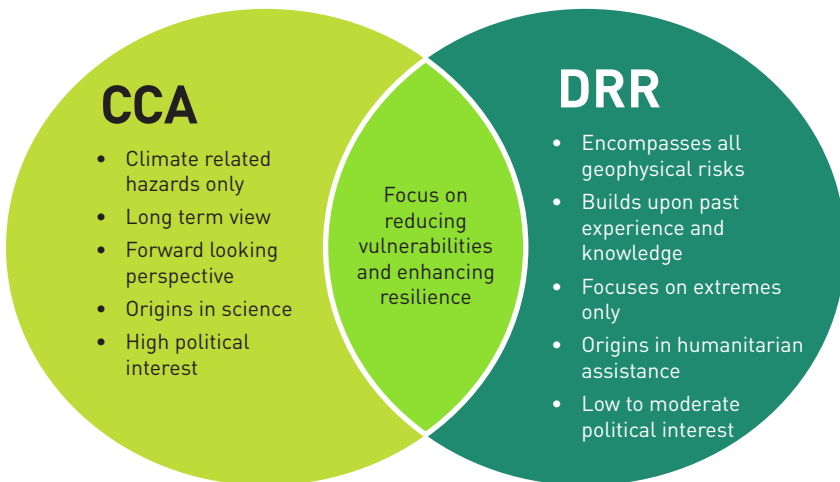 CCA
• Climate related
hazards only
• Long term view
• Forward looking
perspective
• Origins in science
• High political
interest
Focus on
reducing
vulnerabilities
and enhancing
resilience
DRR
• Encompasses all
geophysical risks
• Builds upon past
experience and
knowledge
• Focuses on extremes
only
• Origins in humanitarian
assistance
• Low to moderate
political interest